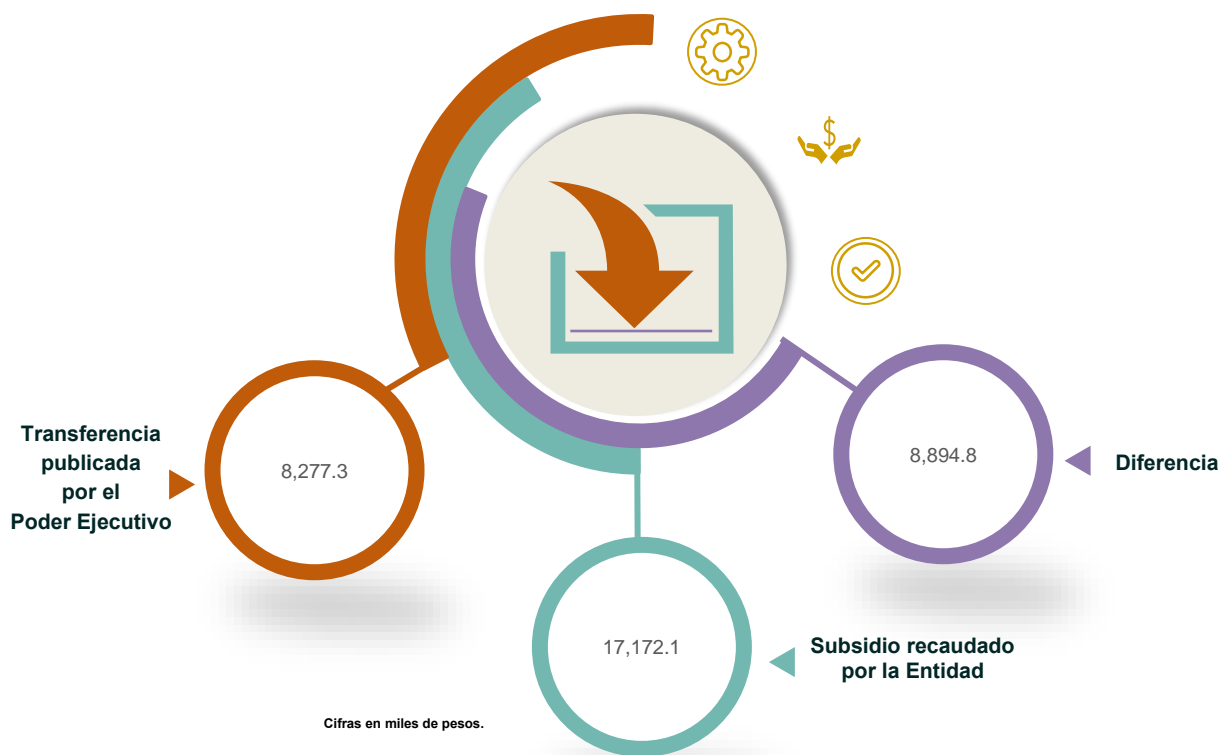 $
Transferencia
publicada
por el
Poder Ejecutivo
8,277.3
8,894.8
Diferencia
17,172.1
Subsidio recaudado
por la Entidad
Cifras en miles de pesos.